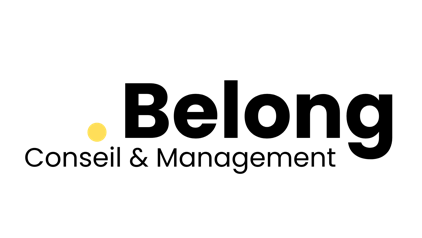 . Belong
Conseil & Management